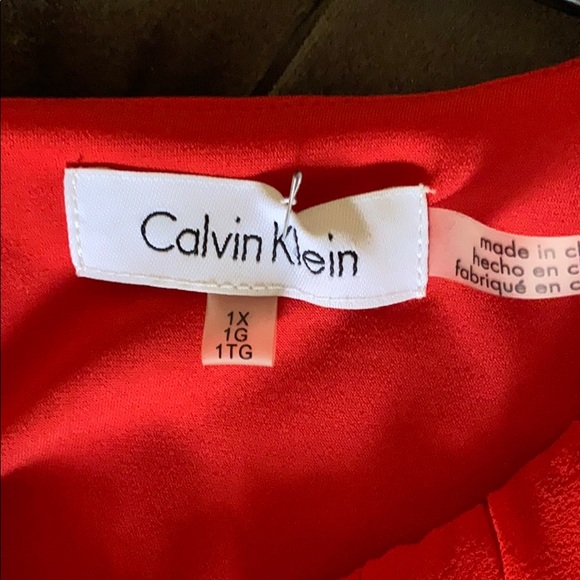 Calvin Klein
1X
1G
1TG
made in
hecho en
fabriqué en